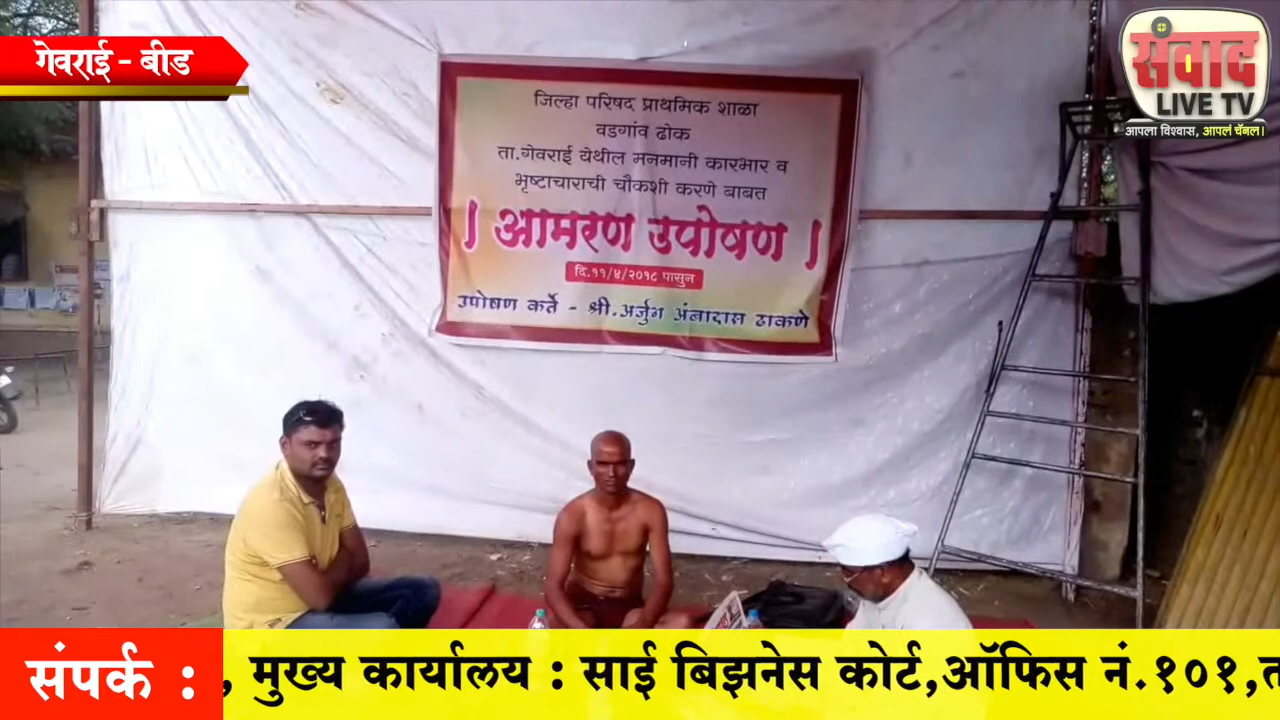 गेवराई - बीड
संवाद
LIVE TV
आपला विश्वास, आपलं चॅनल!
जिल्हा परिषद प्राथमिक शाळा
वडगांव ढोक
ता.गेवराई येथील मनमानी कारभार व
भृष्टाचाराची चौकशी करणे बाबत
। आमरण उपोषण ।
दि.११/४/२०१८ पासुन
उपोषण कर्ते - श्री.अर्जुन अंबादास ढाकणे
संपर्क :
, मुख्य कार्यालय : साई बिझनेस कोर्ट,ऑफिस नं.१०१,त